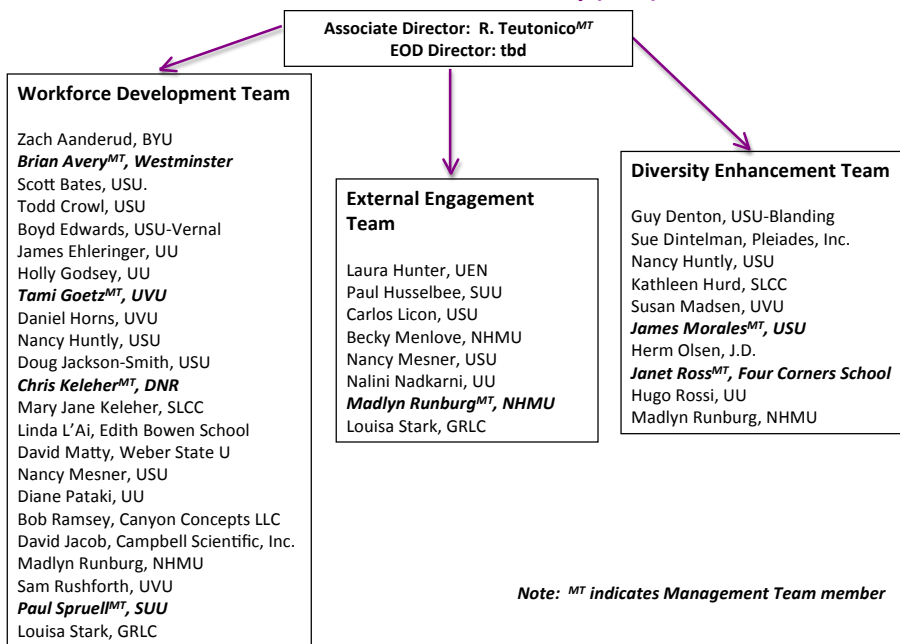 Associate Director:  R. Teutonicoᴹᵀ
EOD Director: tbd
Workforce Development Team
Zach Aanderud, BYU
Brian Averyᴹᵀ, Westminster
Scott Bates, USU.
Todd Crowl, USU
Boyd Edwards, USU-Vernal
James Ehleringer, UU
Holly Godsey, UU
Tami Goetzᴹᵀ, UVU
Daniel Horns, UVU
Nancy Huntly, USU
Doug Jackson-Smith, USU
Chris Keleherᴹᵀ, DNR
Mary Jane Keleher, SLCC
Linda L'Ai, Edith Bowen School
David Matty, Weber State U
Nancy Mesner, USU
Diane Pataki, UU
Bob Ramsey, Canyon Concepts LLC
David Jacob, Campbell Scientific, Inc.
Madlyn Runburg, NHMU
Sam Rushforth, UVU
Paul Spruellᴹᵀ, SUU
Louisa Stark, GRLC
External Engagement
Team
Laura Hunter, UEN
Paul Husselbee, SUU
Carlos Licon, USU
Becky Menlove, NHMU
Nancy Mesner, USU
Nalini Nadkarni, UU
Madlyn Runburgᴹᵀ, NHMU
Louisa Stark, GRLC
Diversity Enhancement Team
Guy Denton, USU-Blanding
Sue Dintelman, Pleiades, Inc.
Nancy Huntly, USU
Kathleen Hurd, SLCC
Susan Madsen, UVU
James Moralesᴹᵀ, USU
Herm Olsen, J.D.
Janet Rossᴹᵀ, Four Corners School
Hugo Rossi, UU
Madlyn Runburg, NHMU
Note:  ᴹᵀ indicates Management Team member